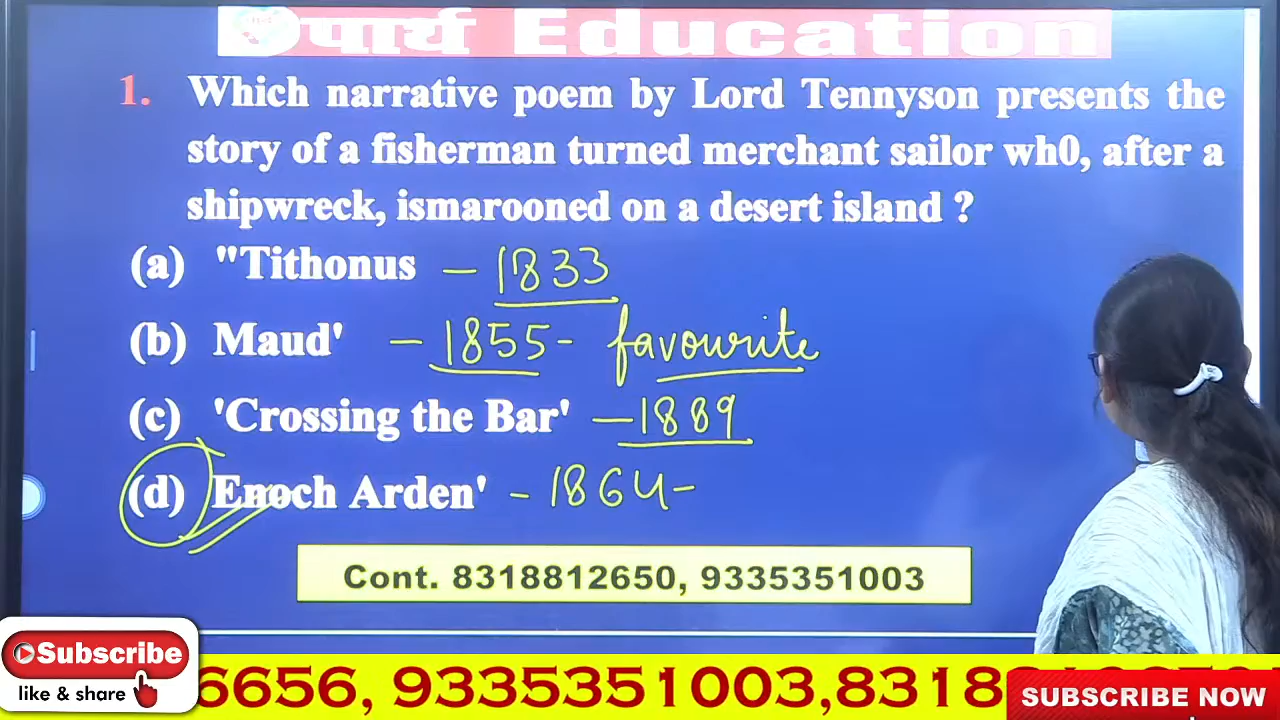 पार्य Education
1. Which narrative poem by Lord Tennyson presents the
story of a fisherman turned merchant sailor wh0, after a
shipwreck, ismarooned on a desert island ?
(a) "Tithonus - 1833
(b) Maud' - 1855- favourite
(c) 'Crossing the Bar' - 1889
(d) Enoch Arden' - 1864-
Cont. 8318812650, 9335351003
Subscribe
like & share
6656, 9335351003,8318
SUBSCRIBE NOW